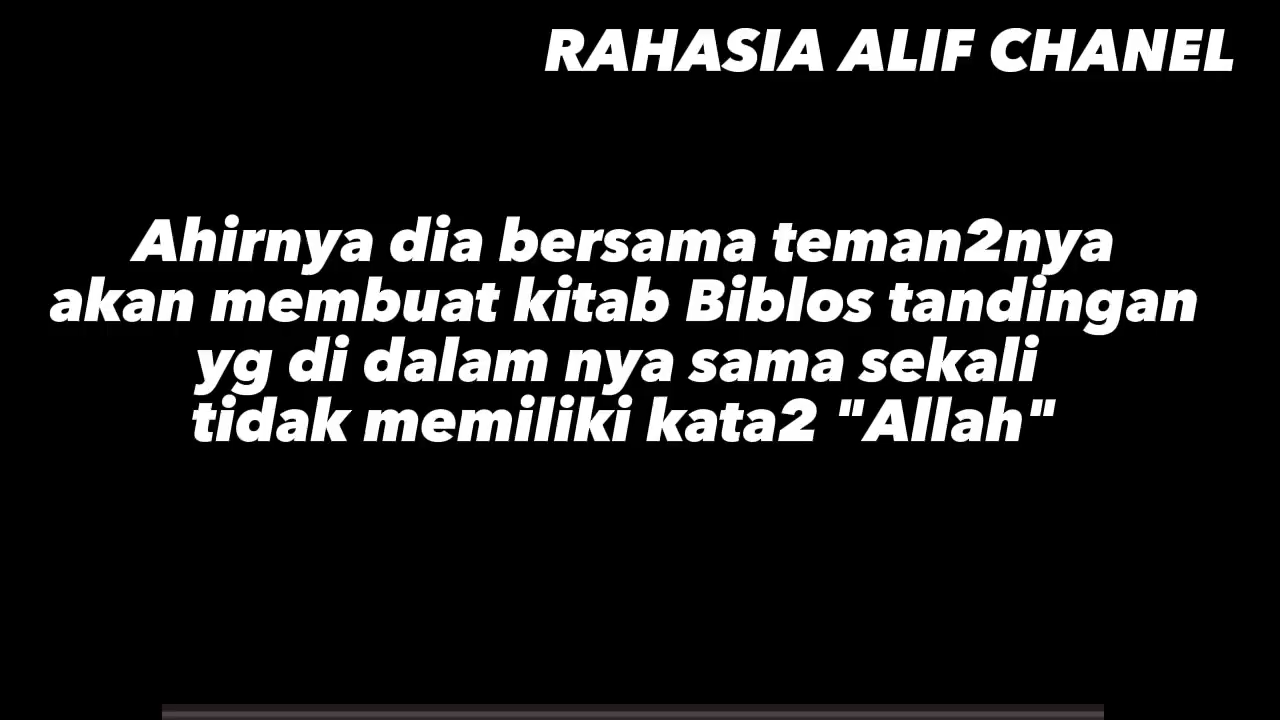 RAHASIA ALIF CHANEL
Ahirnya dia bersama teman2nya
akan membuat kitab Biblos tandingan
yg di dalam nya sama sekali
tidak memiliki kata2 "Allah"